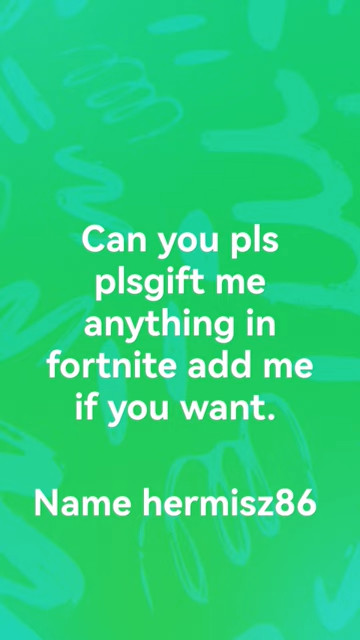 Can you pls
plsgift me
anything in
fortnite add me
if you want.
Name hermisz86